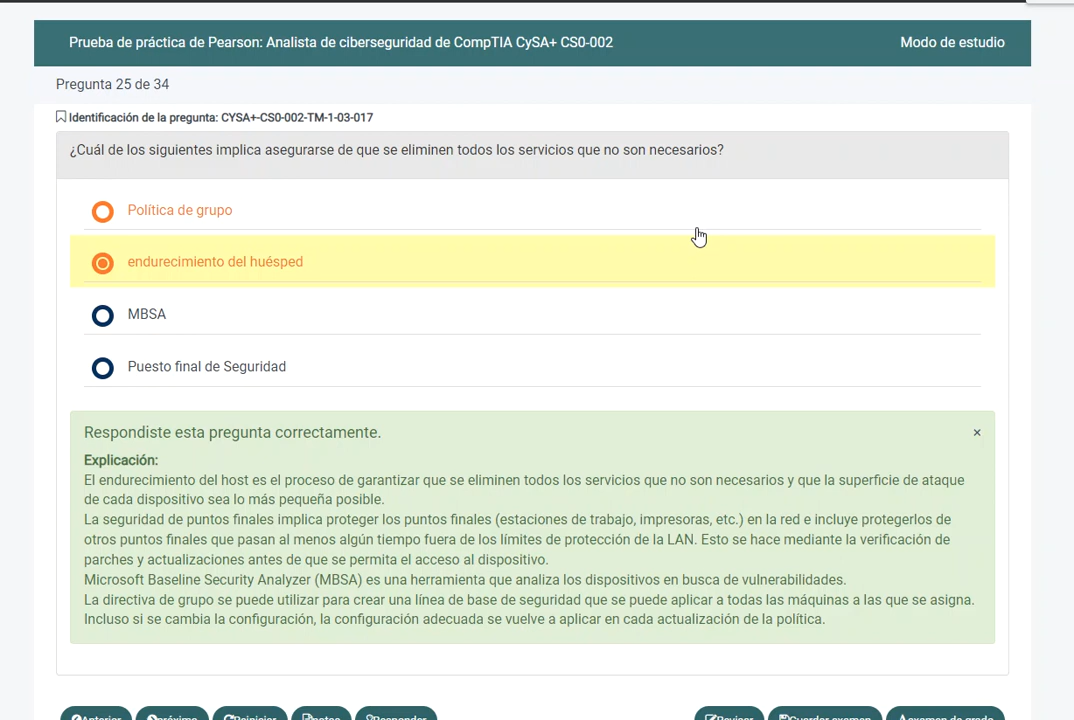 Prueba de práctica de Pearson: Analista de ciberseguridad de CompTIA CySA+ CS0-002
Modo de estudio
Pregunta 25 de 34
Identificación de la pregunta: CYSA+-CS0-002-TM-1-03-017
¿Cuál de los siguientes implica asegurarse de que se eliminen todos los servicios que no son necesarios?
Política de grupo
endurecimiento del huésped
MBSA
Puesto final de Seguridad
Respondiste esta pregunta correctamente.
×
Explicación:
El endurecimiento del host es el proceso de garantizar que se eliminen todos los servicios que no son necesarios y que la superficie de ataque
de cada dispositivo sea lo más pequeña posible.
La seguridad de puntos finales implica proteger los puntos finales (estaciones de trabajo, impresoras, etc.) en la red e incluye protegerlos de
otros puntos finales que pasan al menos algún tiempo fuera de los límites de protección de la LAN. Esto se hace mediante la verificación de
parches y actualizaciones antes de que se permita el acceso al dispositivo.
Microsoft Baseline Security Analyzer (MBSA) es una herramienta que analiza los dispositivos en busca de vulnerabilidades.
La directiva de grupo se puede utilizar para crear una línea de base de seguridad que se puede aplicar a todas las máquinas a las que se asigna.
Incluso si se cambia la configuración, la configuración adecuada se vuelve a aplicar en cada actualización de la política.
Anterior próximo Reiniciar notas Responder Revisar Guardar examen examen de grado